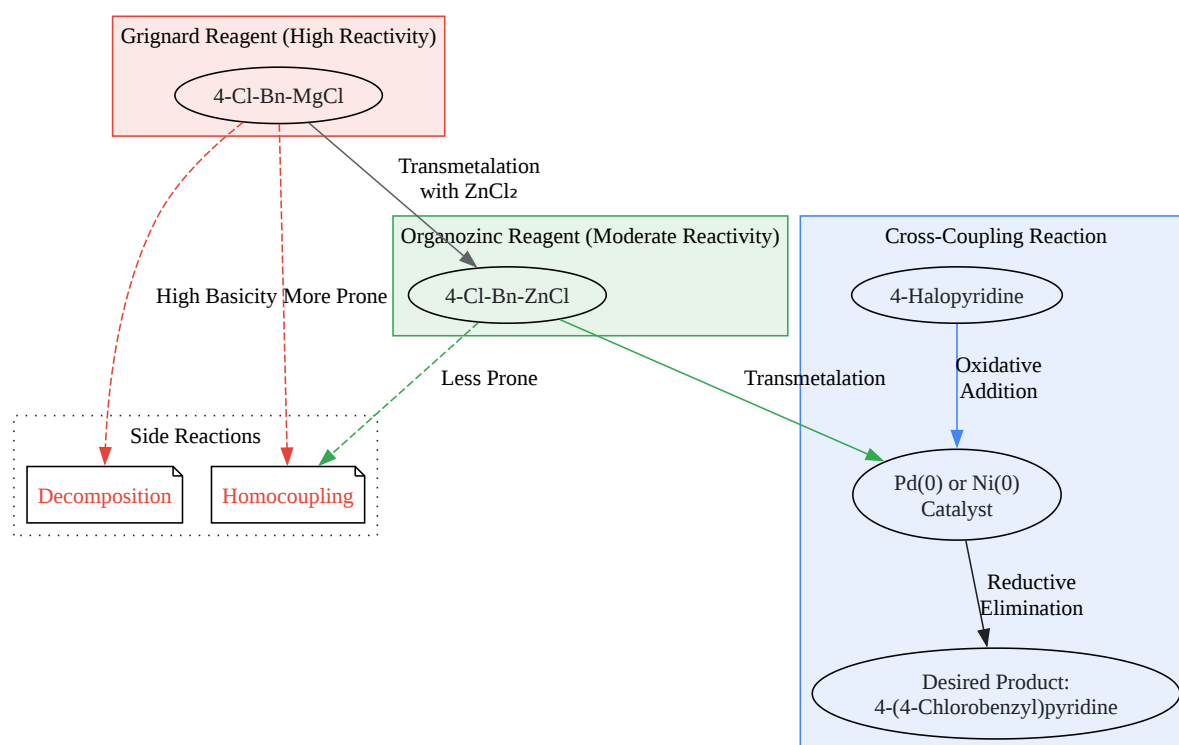 Grignard Reagent (High Reactivity)
4-Cl-Bn-MgCl
Transmetalation
with ZnCl₂
Organozinc Reagent (Moderate Reactivity)
Cross-Coupling Reaction
High Basicity
More Prone
4-Cl-Bn-ZnCl
4-Halopyridine
Less Prone
Transmetalation
Oxidative
Addition
Side Reactions
Decomposition
Homocoupling
Pd(0) or Ni(0)
Catalyst
Reductive
Elimination
Desired Product:
4-(4-Chlorobenzyl)pyridine